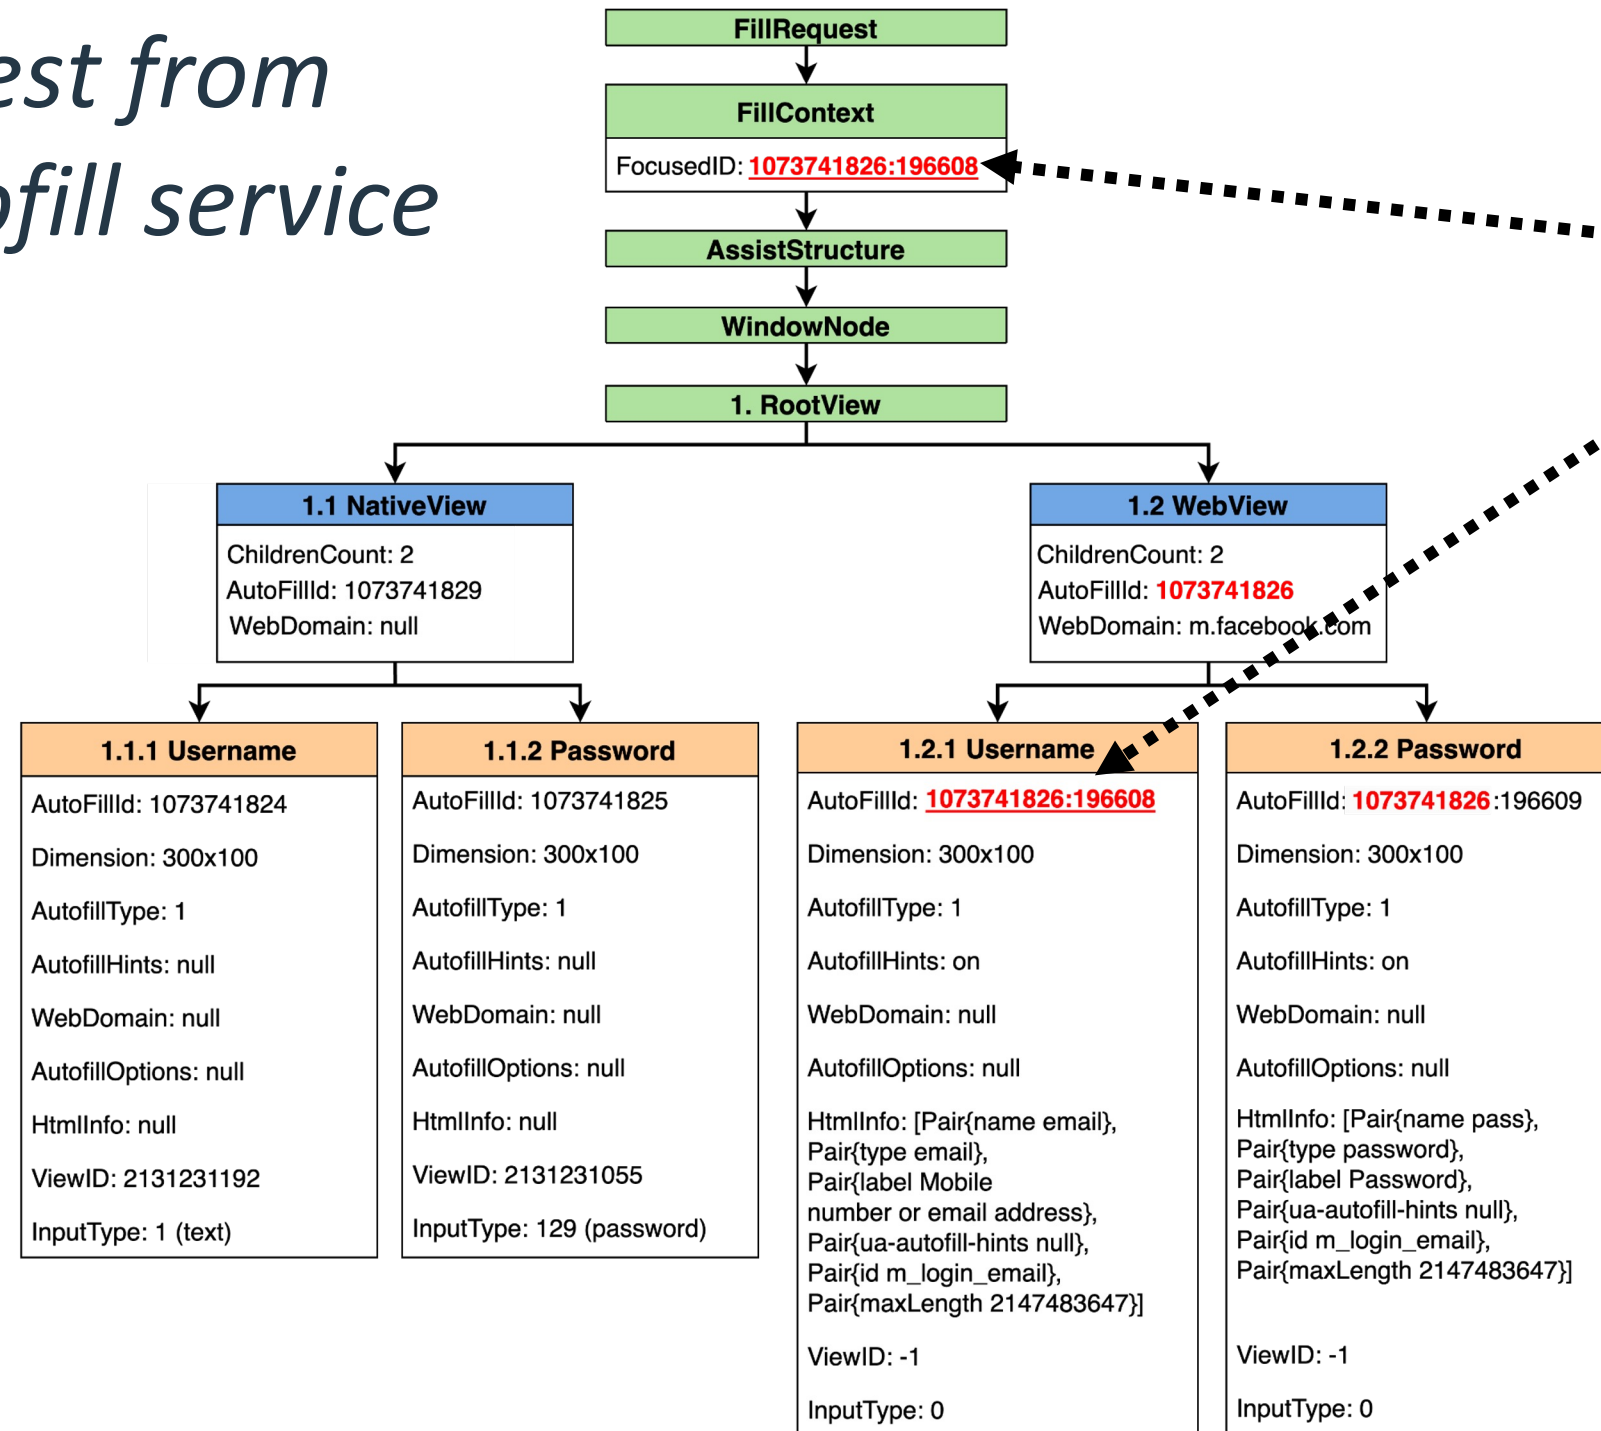 est from
ofill service
FillRequest
FillContext
FocusedID: 1073741826:196608
AssistStructure
WindowNode
1. RootView
1.1 NativeView
ChildrenCount: 2
AutoFillId: 1073741829
WebDomain: null
1.2 WebView
ChildrenCount: 2
AutoFillId: 1073741826
WebDomain: m.facebook.com
1.1.1 Username
AutoFillId: 1073741824
Dimension: 300x100
AutofillType: 1
AutofillHints: null
WebDomain: null
AutofillOptions: null
HtmlInfo: null
ViewID: 2131231192
InputType: 1 (text)
1.1.2 Password
AutoFillId: 1073741825
Dimension: 300x100
AutofillType: 1
AutofillHints: null
WebDomain: null
AutofillOptions: null
HtmlInfo: null
ViewID: 2131231055
InputType: 129 (password)
1.2.1 Username
AutoFillId: 1073741826:196608
Dimension: 300x100
AutofillType: 1
AutofillHints: on
WebDomain: null
AutofillOptions: null
HtmlInfo: [Pair{name email},
Pair{type email},
Pair{label Mobile
number or email address},
Pair{ua-autofill-hints null},
Pair{id m_login_email},
Pair{maxLength 2147483647}]
ViewID: -1
InputType: 0
1.2.2 Password
AutoFillId: 1073741826:196609
Dimension: 300x100
AutofillType: 1
AutofillHints: on
WebDomain: null
AutofillOptions: null
HtmlInfo: [Pair{name pass},
Pair{type password},
Pair{label Password},
Pair{ua-autofill-hints null},
Pair{id m_login_email},
Pair{maxLength 2147483647}]
ViewID: -1
InputType: 0